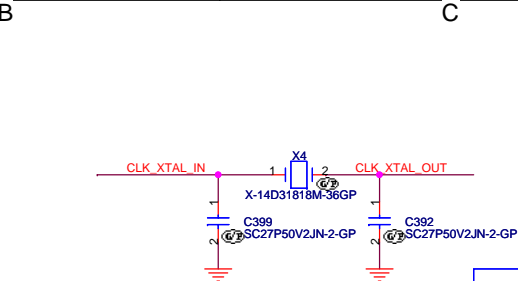 B C
X4
CLK_XTAL_IN 1 2 CLK_XTAL_OUT
G/P
X-14D31818M-36GP
1 1
C399 C392
G/P SC27P50V2JN-2-GP G/P SC27P50V2JN-2-GP
2 2